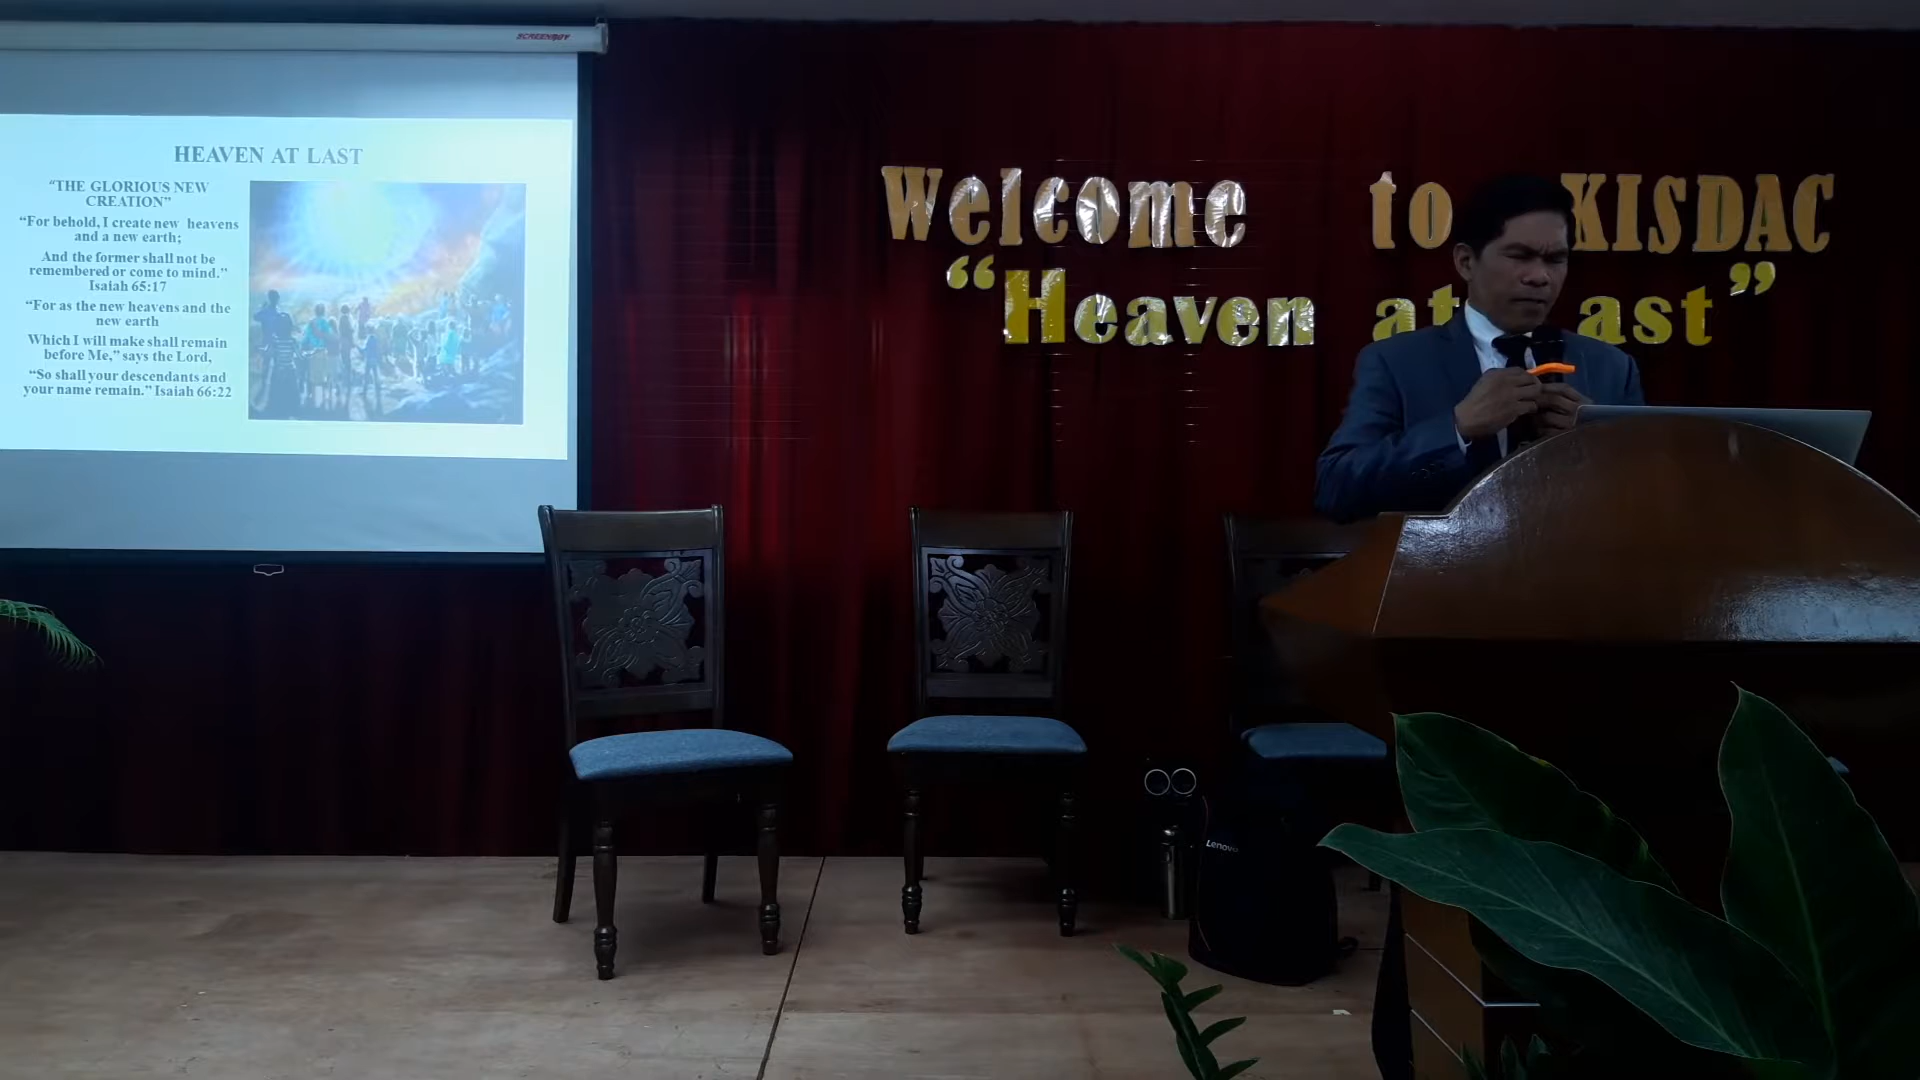 SCREENBOY
HEAVEN AT LAST
“THE GLORIOUS NEW
CREATION”
“For behold, I create new heavens
and a new earth;
And the former shall not be
remembered or come to mind.”
Isaiah 65:17
“For as the new heavens and the
new earth
Which I will make shall remain
before Me,” says the Lord,
“So shall your descendants and
your name remain.” Isaiah 66:22
Welcome to KISDAC
“Heaven at ast”
Lenovo